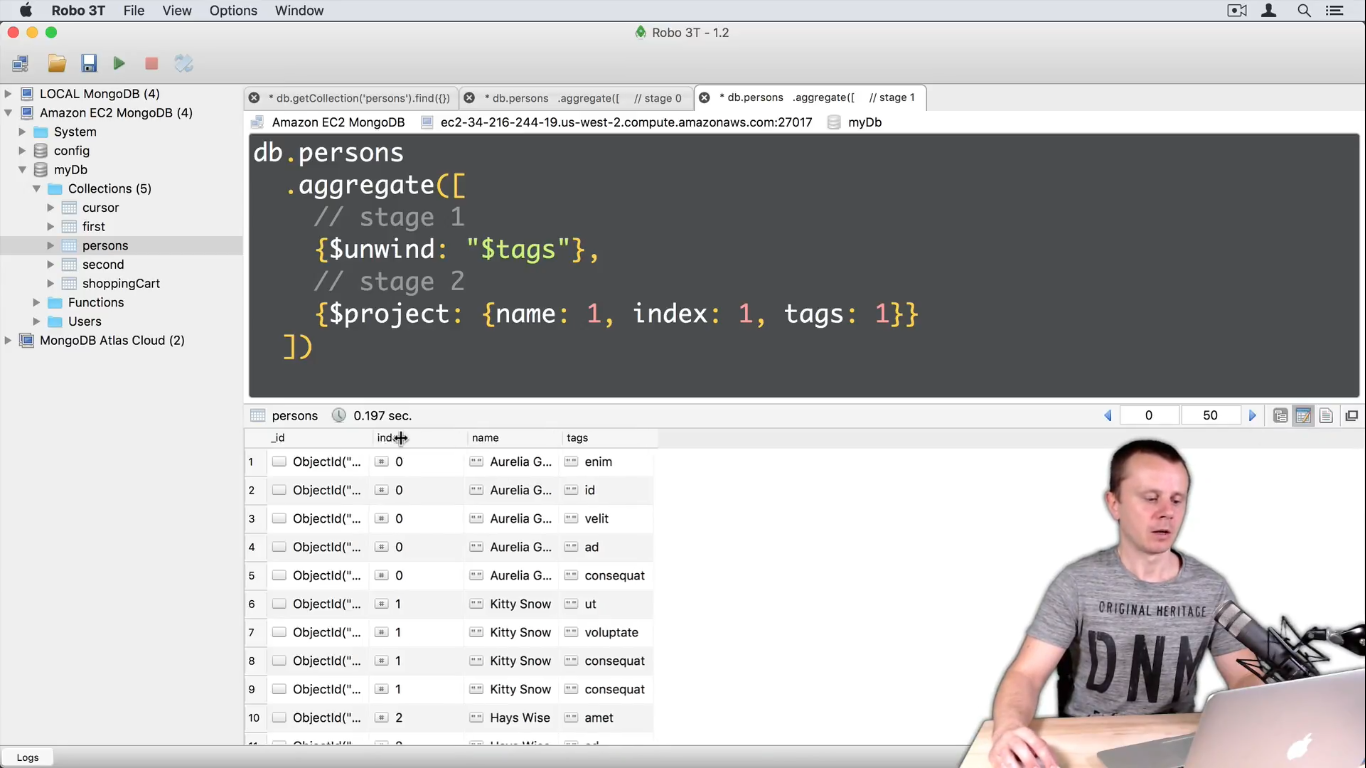 Robo 3T File View Options Window
Robo 3T - 1.2
LOCAL MongoDB (4)
Amazon EC2 MongoDB (4)
System
config
myDb
Collections (5)
cursor
first
persons
second
shoppingCart
Functions
Users
MongoDB Atlas Cloud (2)
* db.getCollection('persons').find({}) * db.persons .aggregate([ // stage 0 * db.persons .aggregate([ // stage 1
Amazon EC2 MongoDB ec2-34-216-244-19.us-west-2.compute.amazonaws.com:27017 myDb
db.persons
.aggregate([
// stage 1
{$unwind: "$tags"},
// stage 2
{$project: {name: 1, index: 1, tags: 1}}
])
persons 0.197 sec. 0 50
_id ind name tags
1 ObjectId("... # 0 "" Aurelia G... "" enim
2 ObjectId("... # 0 "" Aurelia G... "" id
3 ObjectId("... # 0 "" Aurelia G... "" velit
4 ObjectId("... # 0 "" Aurelia G... "" ad
5 ObjectId("... # 0 "" Aurelia G... "" consequat
6 ObjectId("... # 1 "" Kitty Snow "" ut
7 ObjectId("... # 1 "" Kitty Snow "" voluptate
8 ObjectId("... # 1 "" Kitty Snow "" consequat
9 ObjectId("... # 1 "" Kitty Snow "" consequat
10 ObjectId("... # 2 "" Hays Wise "" amet
Logs
ORIGINAL HERITAGE
DNM